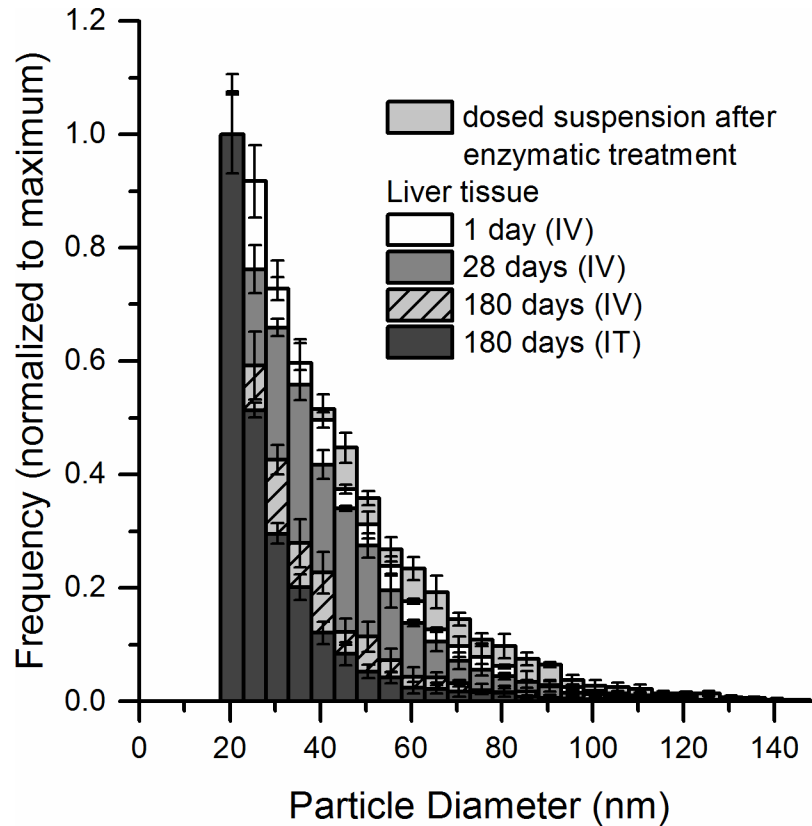 Frequency (normalized to maximum)
1.2
1.0
0.8
0.6
0.4
0.2
0.0
dosed suspension after
enzymatic treatment
Liver tissue
1 day (IV)
28 days (IV)
180 days (IV)
180 days (IT)
0 20 40 60 80 100 120 140
Particle Diameter (nm)